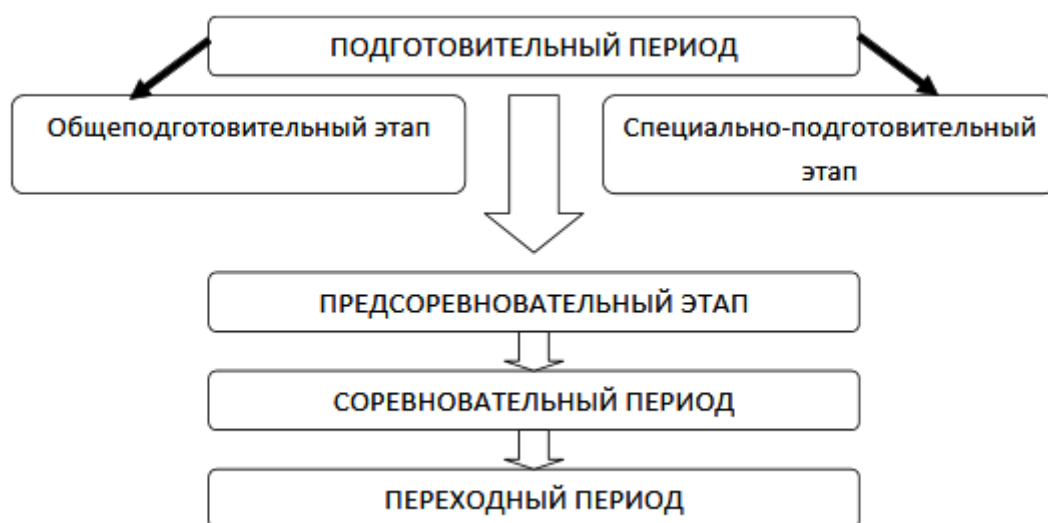 ПОДГОТОВИТЕЛЬНЫЙ ПЕРИОД
Общеподготовительный этап
Специально-подготовительный
этап
ПРЕДСОРЕВНОВАТЕЛЬНЫЙ ЭТАП
СОРЕВНОВАТЕЛЬНЫЙ ПЕРИОД
ПЕРЕХОДНЫЙ ПЕРИОД